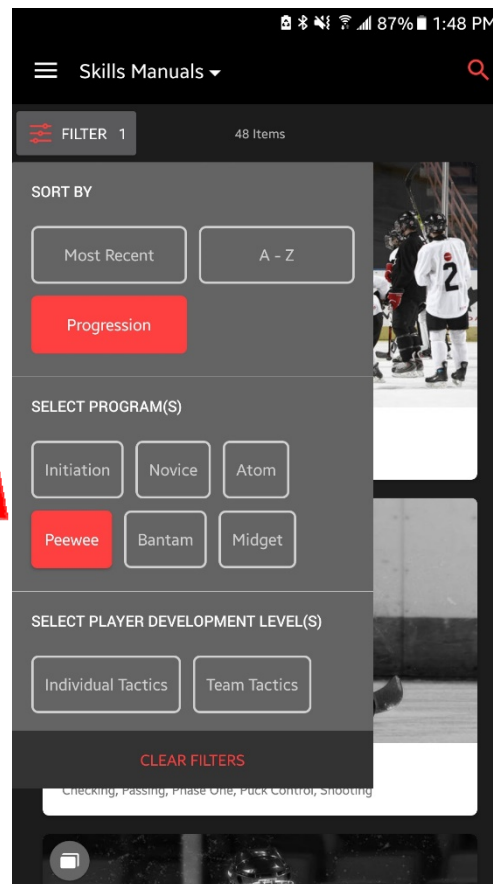 87% 1:48 PM
Skills Manuals
FILTER 1
48 Items
SORT BY
Most Recent
A - Z
Progression
2
SELECT PROGRAM(S)
Initiation
Novice
Atom
Peewee
Bantam
Midget
SELECT PLAYER DEVELOPMENT LEVEL(S)
Individual Tactics
Team Tactics
CLEAR FILTERS
Checking, Passing, Phase One, Puck Control, Shooting